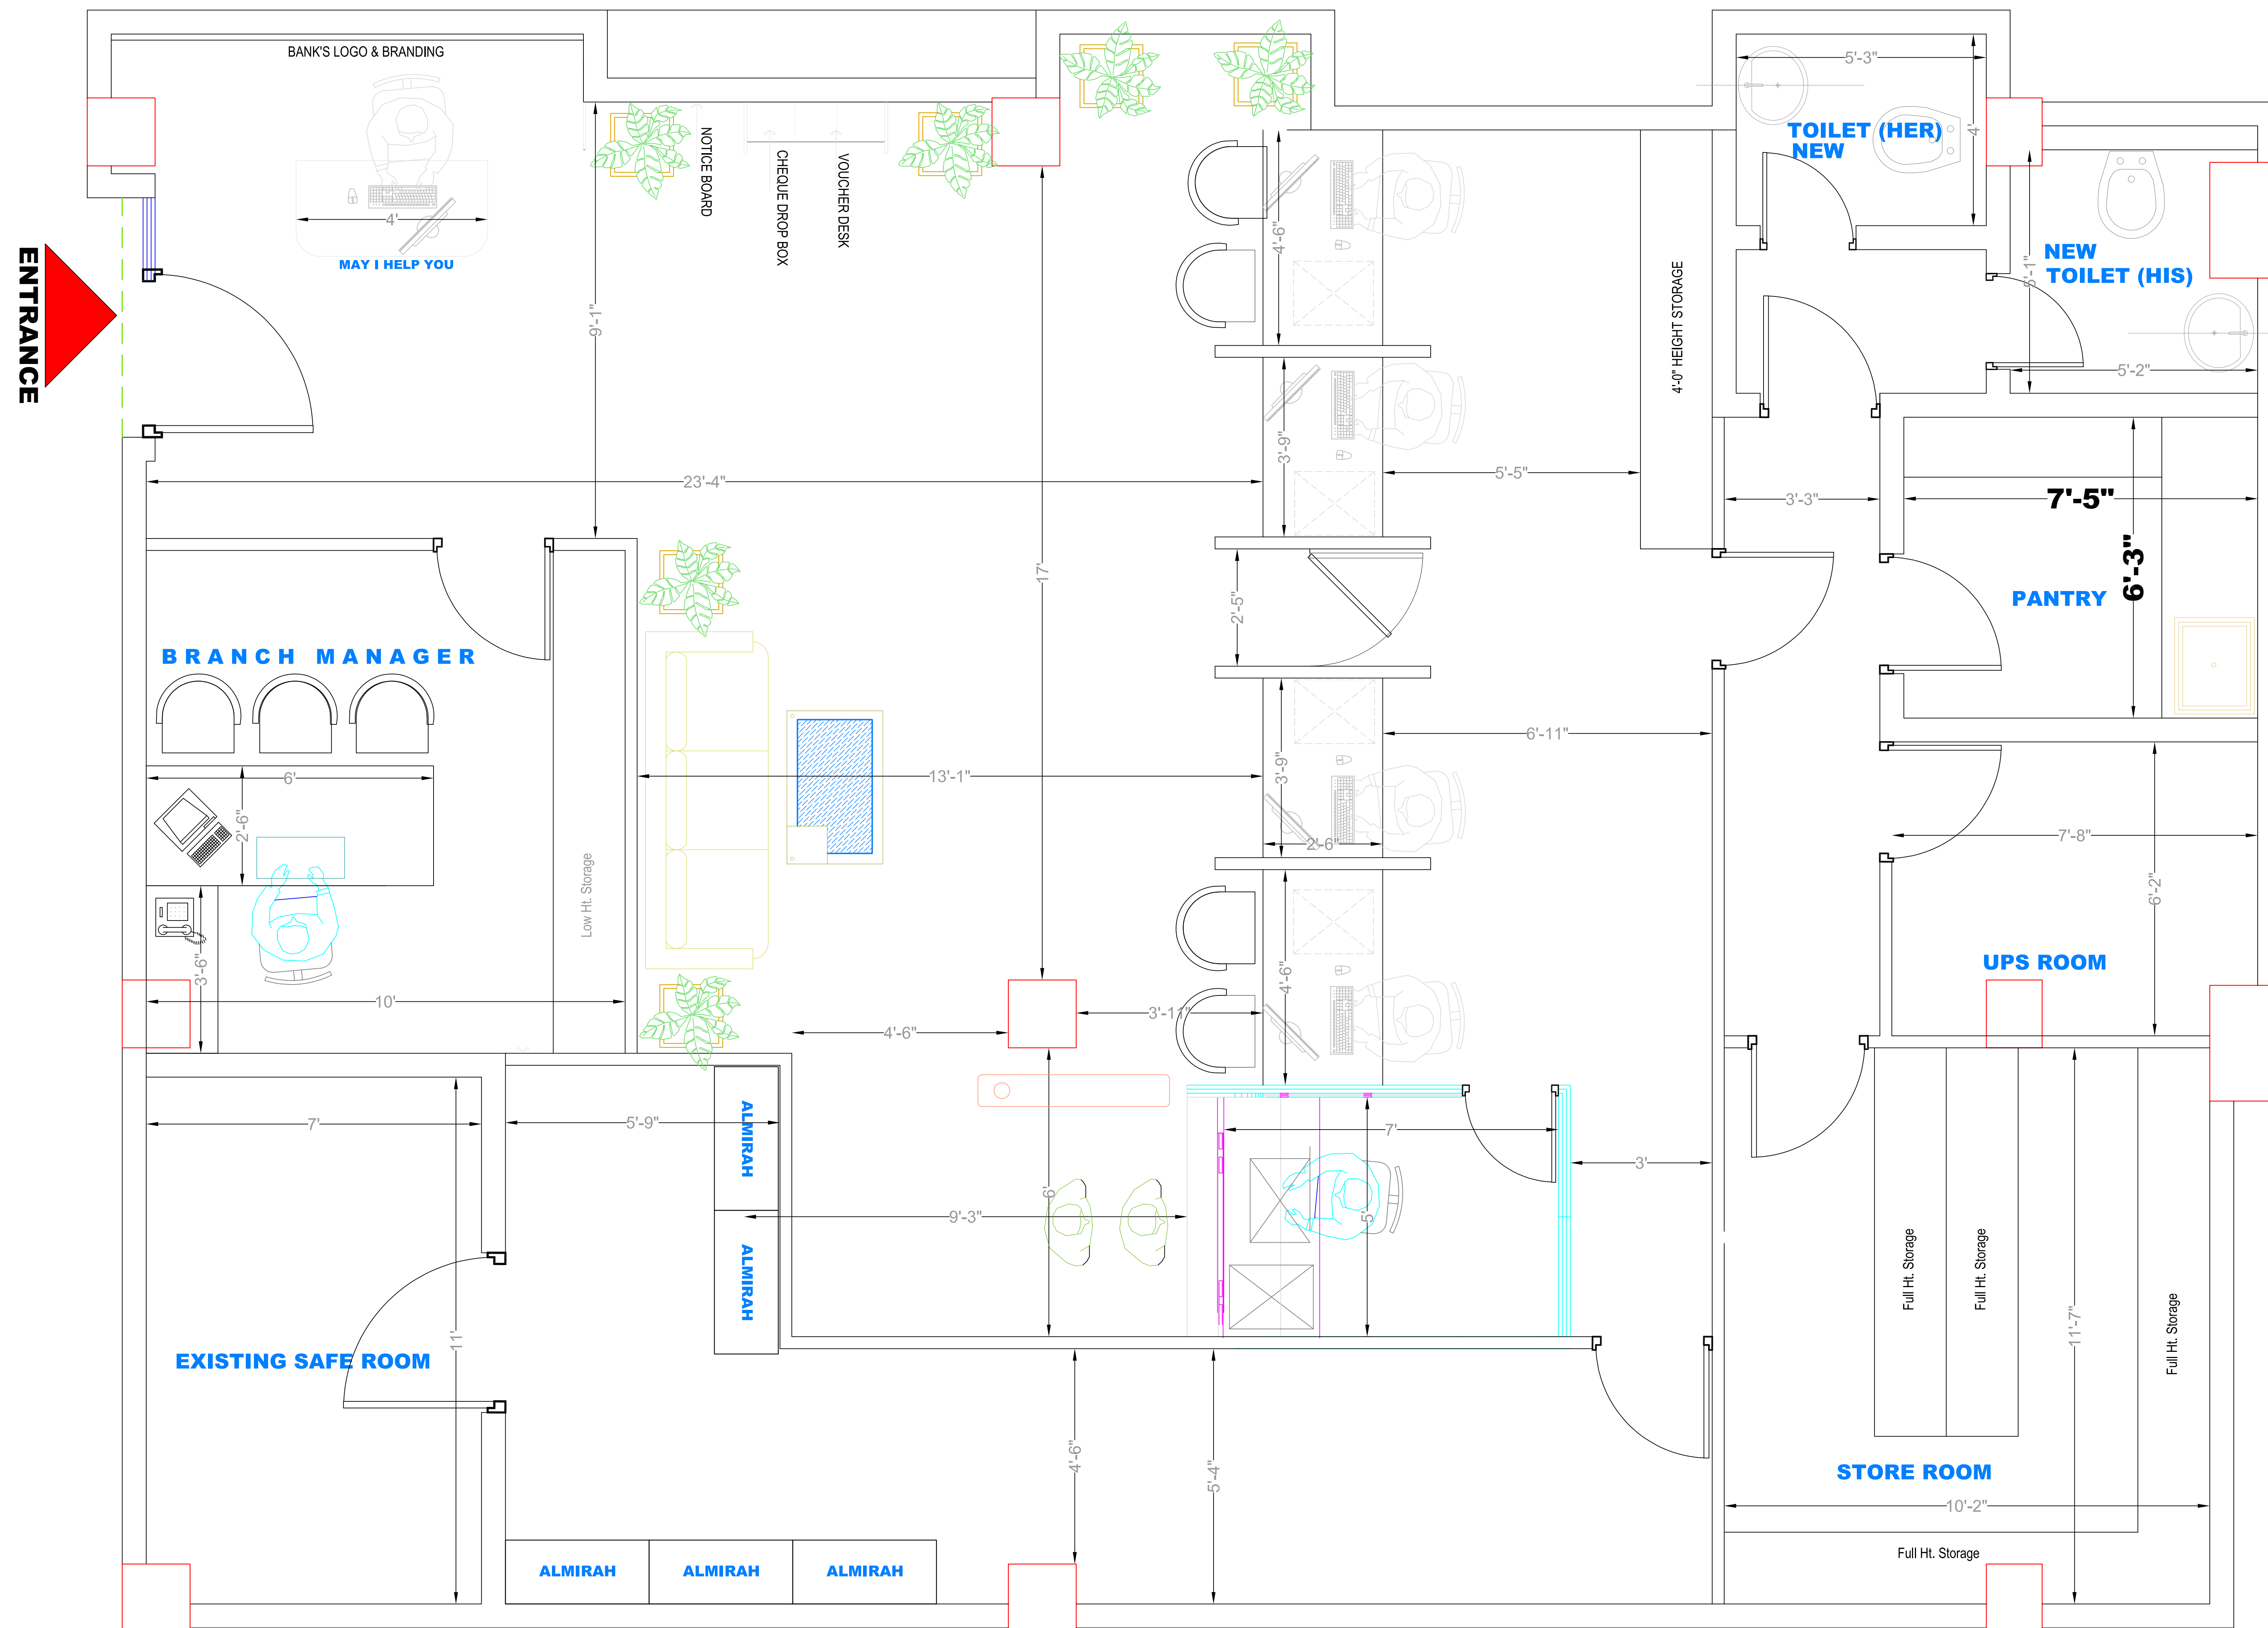 BANK'S LOGO & BRANDING
5'-3"
4'
TOILET (HER)
NEW
NOTICE BOARD
CHEQUE DROP BOX
VOUCHER DESK
4'
MAY I HELP YOU
ENTRANCE
9'-1"
4'-6"
4'-0" HEIGHT STORAGE
NEW
TOILET (HIS)
5'-1"
5'-2"
3'-9"
23'-4"
5'-5"
3'-3"
7'-5"
6'-3"
17'
2'-5"
PANTRY
BRANCH MANAGER
6'
2'-6"
13'-1"
3'-9"
6'-11"
2'-6"
7'-8"
6'-2"
Low Ht. Storage
3'-6"
10'
UPS ROOM
4'-6"
3'-11"
4'-6"
7'
5'-9"
ALMIRAH
7'
3'
6'
9'-3"
5'
ALMIRAH
Full Ht. Storage
Full Ht. Storage
Full Ht. Storage
11'-7"
11'
EXISTING SAFE ROOM
4'-6"
5'-4"
STORE ROOM
10'-2"
Full Ht. Storage
ALMIRAH
ALMIRAH
ALMIRAH